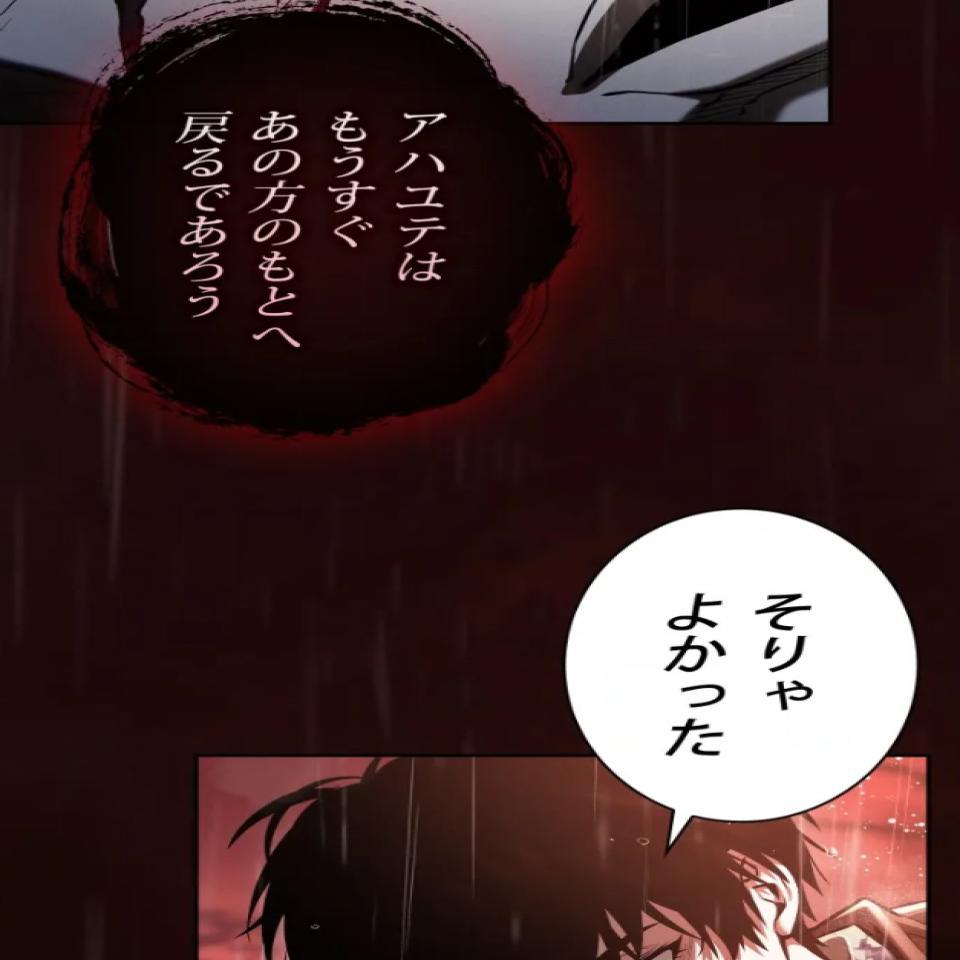 アハユテは
もうすぐ
あの方のもとへ
戻るであろう
そりゃ
よかった